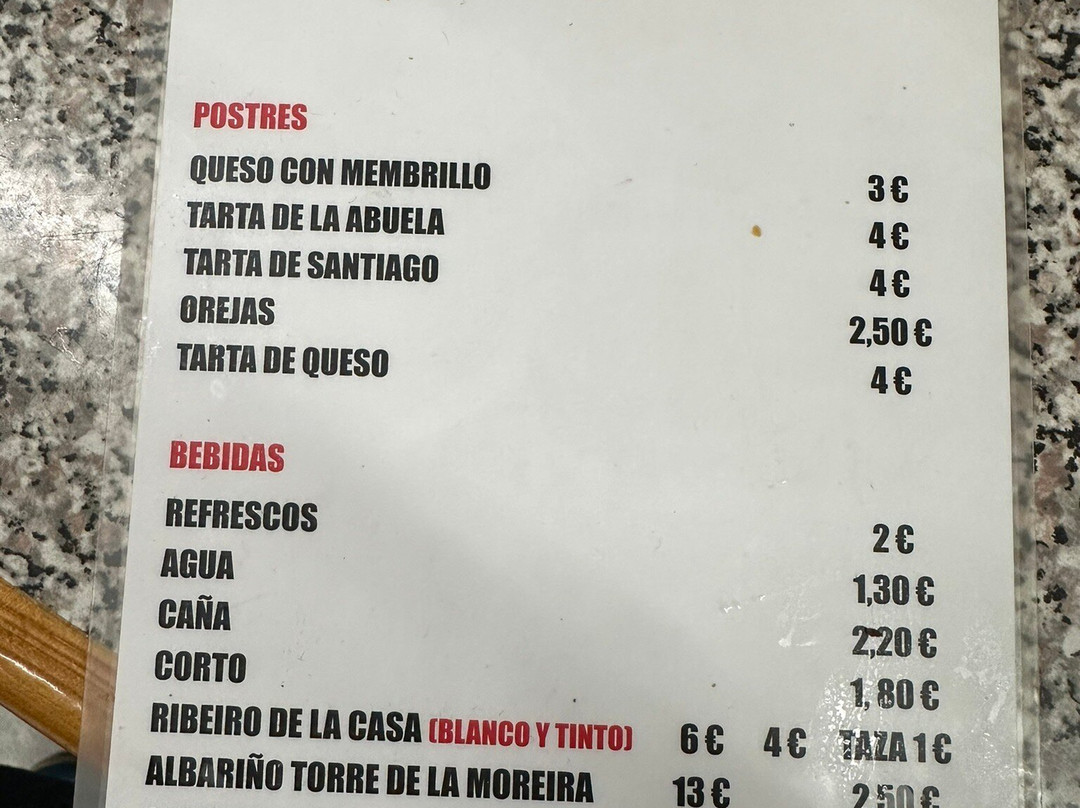 POSTRES
QUESO CON MEMBRILLO 3 €
TARTA DE LA ABUELA 4 €
TARTA DE SANTIAGO 4 €
OREJAS 2,50 €
TARTA DE QUESO 4 €
BEBIDAS
REFRESCOS 2 €
AGUA 1,30 €
CAÑA 2,20 €
CORTO 1,80 €
RIBEIRO DE LA CASA (BLANCO Y TINTO) 6 € 4 € TAZA 1 €
ALBARIÑO TORRE DE LA MOREIRA 13 € 2,50 €